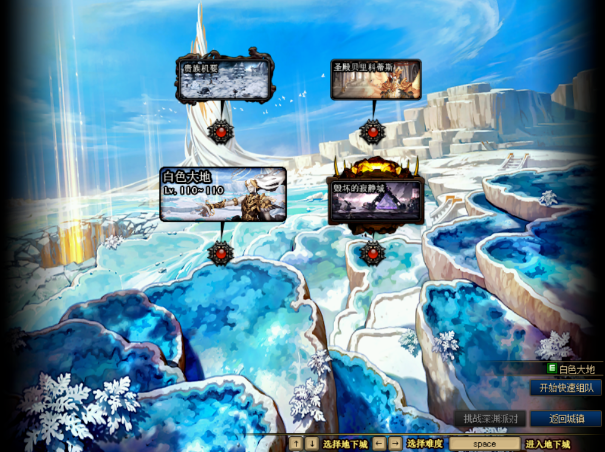 贵族机要
圣殿贝里科蒂斯
白色大地
Lv. 110~110
毁坏的寂静城
E 白色大地
开始快速组队
挑战深渊派对
返回城镇
↑ ↓ 选择地下城 ← → 选择难度 space 进入地下城